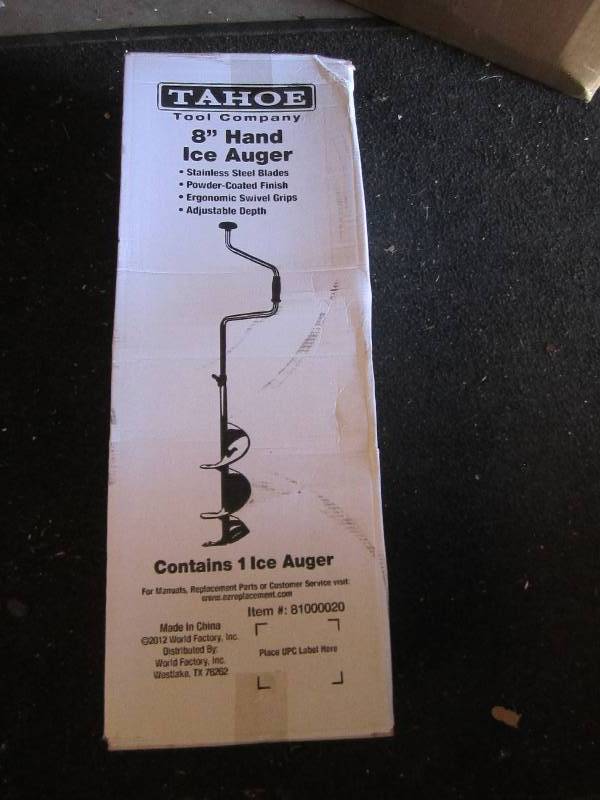 TAHOE
Tool Company
8” Hand
Ice Auger
• Stainless Steel Blades
• Powder-Coated Finish
• Ergonomic Swivel Grips
• Adjustable Depth
Contains 1 Ice Auger
For Manuals, Replacement Parts or Customer Service visit:
www.ezreplacement.com
Item #: 81000020
Made in China
©2012 World Factory, Inc.
Distributed By:
World Factory, Inc.
Westlake, TX 76262
Place UPC Label Here